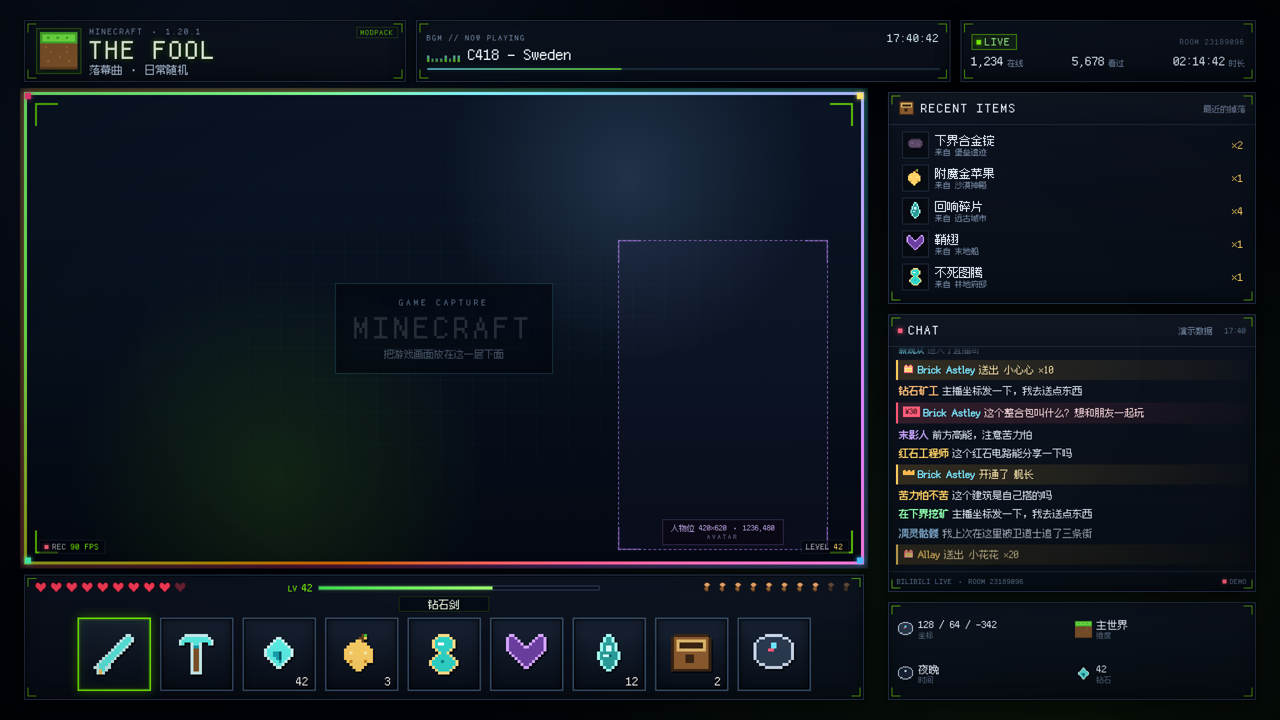 MINECRAFT · 1.20.1
THE FOOL
落幕曲 · 日常随机
MODPACK
BGM // NOW PLAYING
C418 – Sweden
17:40:42
LIVE
ROOM 23189096
1,234 在线
5,678 看过
02:14:42 时长
GAME CAPTURE
MINECRAFT
把游戏画面放在这一层下面
人物位 420×620 · 1236,480
AVATAR
REC 90 FPS
LEVEL 42
RECENT ITEMS
最近的掉落
下界合金锭
来自 堡垒遗迹
×2
附魔金苹果
来自 沙漠神殿
×1
回响碎片
来自 远古城市
×4
鞘翅
来自 末地船
×1
不死图腾
来自 林地府邸
×1
CHAT
演示数据 17:40
Brick Astley 送出 小心心 ×10
钻石矿工 主播坐标发一下，我去送点东西
¥30 Brick Astley 这个整合包叫什么？想和朋友一起玩
末影人 前方高能，注意苦力怕
红石工程师 这个红石电路能分享一下吗
Brick Astley 开通了 舰长
苦力怕不苦 这个建筑是自己搭的吗
在下界挖矿 主播坐标发一下，我去送点东西
凋灵骷髅 我上次在这里被卫道士追了三条街
Allay 送出 小花花 ×20
BILIBILI LIVE · ROOM 23189096
DEMO
LV 42
钻石剑
42
3
12
2
128 / 64 / -342
坐标
主世界
维度
夜晚
时间
42
钻石